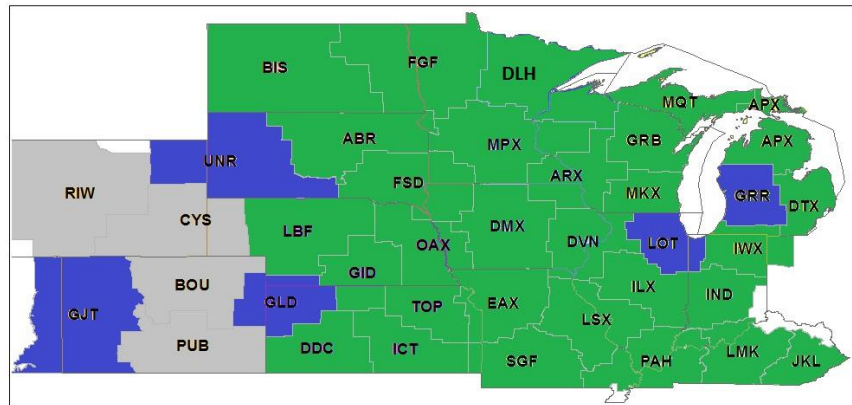 BIS
FGF
DLH
MQT
APX
ABR
MPX
GRB
APX
UNR
FSD
ARX
MKX
GRR
DTX
RIW
CYS
LBF
OAX
DMX
DVN
LOT
IWX
GJT
BOU
GLD
GID
TOP
EAX
LSX
ILX
IND
PUB
DDC
ICT
SGF
PAH
LMK
JKL